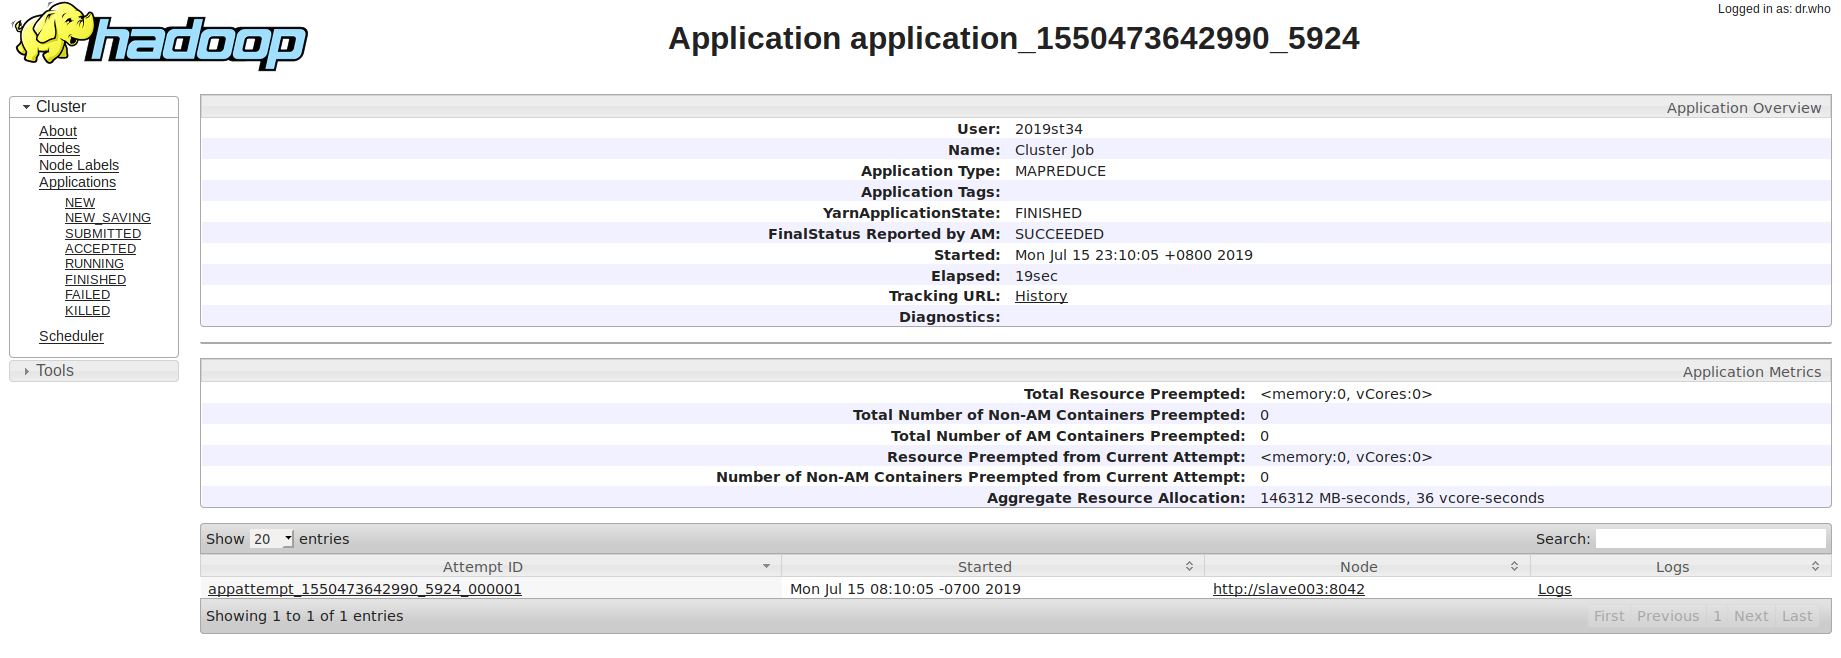 Logged in as: dr.who
hadoop
Application application_1550473642990_5924
Cluster
About
Nodes
Node Labels
Applications
NEW
NEW_SAVING
SUBMITTED
ACCEPTED
RUNNING
FINISHED
FAILED
KILLED
Scheduler
Tools
Application Overview
User: 2019st34
Name: Cluster Job
Application Type: MAPREDUCE
Application Tags:
YarnApplicationState: FINISHED
FinalStatus Reported by AM: SUCCEEDED
Started: Mon Jul 15 23:10:05 +0800 2019
Elapsed: 19sec
Tracking URL: History
Diagnostics:
Application Metrics
Total Resource Preempted: <memory:0, vCores:0>
Total Number of Non-AM Containers Preempted: 0
Total Number of AM Containers Preempted: 0
Resource Preempted from Current Attempt: <memory:0, vCores:0>
Number of Non-AM Containers Preempted from Current Attempt: 0
Aggregate Resource Allocation: 146312 MB-seconds, 36 vcore-seconds
Show 20 entries Search:
Attempt ID Started Node Logs
appattempt_1550473642990_5924_000001 Mon Jul 15 08:10:05 -0700 2019 http://slave003:8042 Logs
Showing 1 to 1 of 1 entries First Previous 1 Next Last